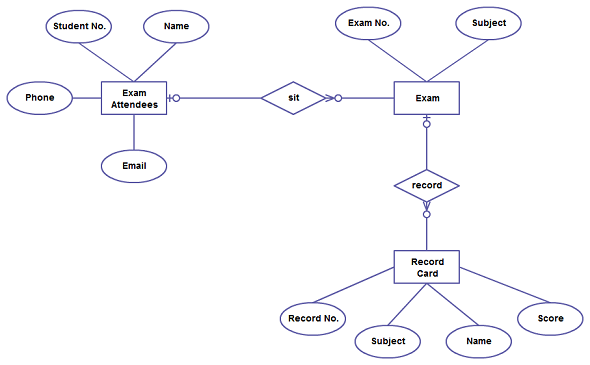 Student No.
Name
Exam No.
Subject
Phone
Exam
Attendees
sit
Exam
Email
record
Record
Card
Record No.
Subject
Name
Score